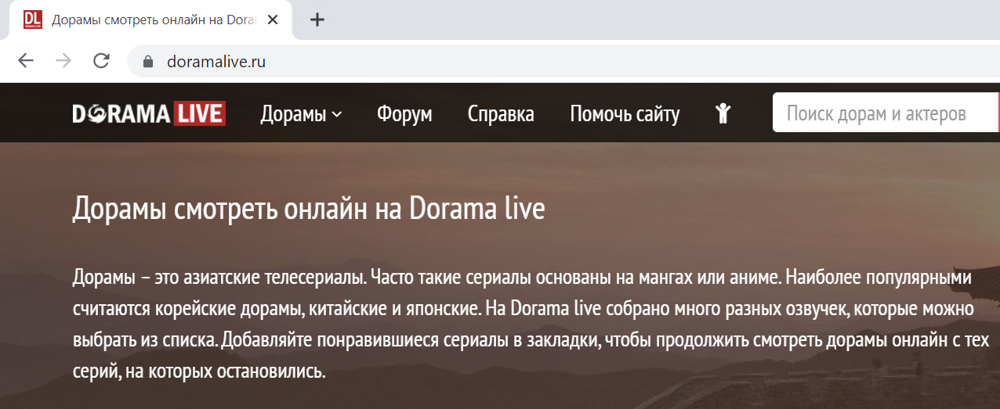 DL
DORAMA LIVE
Дорамы смотреть онлайн на Dora
doramalive.ru
DORAMA LIVE Дорамы Форум Справка Помочь сайту Поиск дорам и актеров
Дорамы смотреть онлайн на Dorama live
Дорамы – это азиатские телесериалы. Часто такие сериалы основаны на мангах или аниме. Наиболее популярными
считаются корейские дорамы, китайские и японские. На Dorama live собрано много разных озвучек, которые можно
выбрать из списка. Добавляйте понравившиеся сериалы в закладки, чтобы продолжить смотреть дорамы онлайн с тех
серий, на которых остановились.